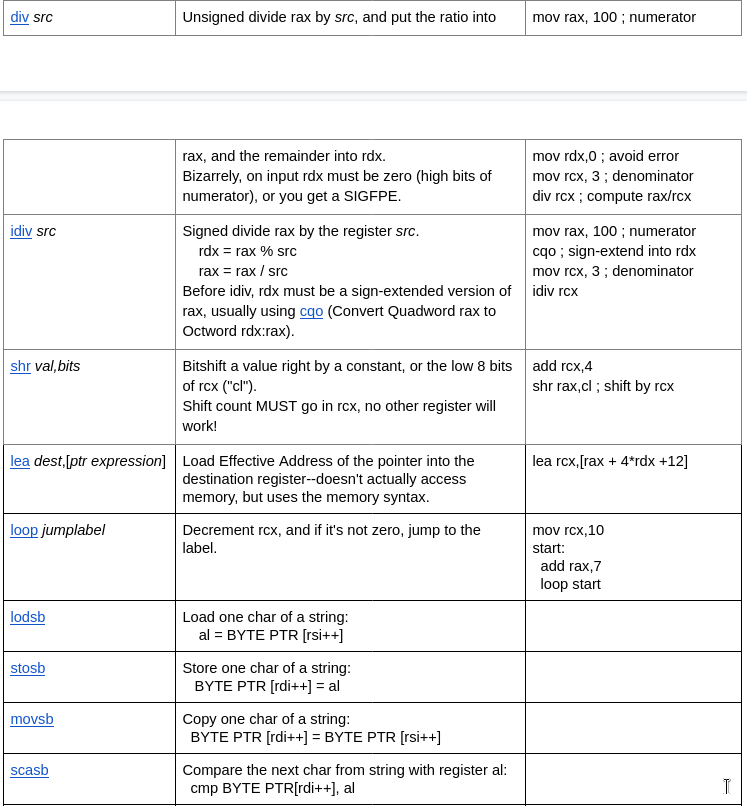 div src
Unsigned divide rax by src, and put the ratio into
mov rax, 100 ; numerator
rax, and the remainder into rdx.
Bizarrely, on input rdx must be zero (high bits of
numerator), or you get a SIGFPE.
mov rdx,0 ; avoid error
mov rcx, 3 ; denominator
div rcx ; compute rax/rcx
idiv src
Signed divide rax by the register src.
rdx = rax % src
rax = rax / src
Before idiv, rdx must be a sign-extended version of
rax, usually using cqo (Convert Quadword rax to
Octword rdx:rax).
mov rax, 100 ; numerator
cqo ; sign-extend into rdx
mov rcx, 3 ; denominator
idiv rcx
shr val,bits
Bitshift a value right by a constant, or the low 8 bits
of rcx ("cl").
Shift count MUST go in rcx, no other register will
work!
add rcx,4
shr rax,cl ; shift by rcx
lea dest,[ptr expression]
Load Effective Address of the pointer into the
destination register--doesn't actually access
memory, but uses the memory syntax.
lea rcx,[rax + 4*rdx +12]
loop jumplabel
Decrement rcx, and if it's not zero, jump to the
label.
mov rcx,10
start:
add rax,7
loop start
lodsb
Load one char of a string:
al = BYTE PTR [rsi++]
stosb
Store one char of a string:
BYTE PTR [rdi++] = al
movsb
Copy one char of a string:
BYTE PTR [rdi++] = BYTE PTR [rsi++]
scasb
Compare the next char from string with register al:
cmp BYTE PTR[rdi++], al